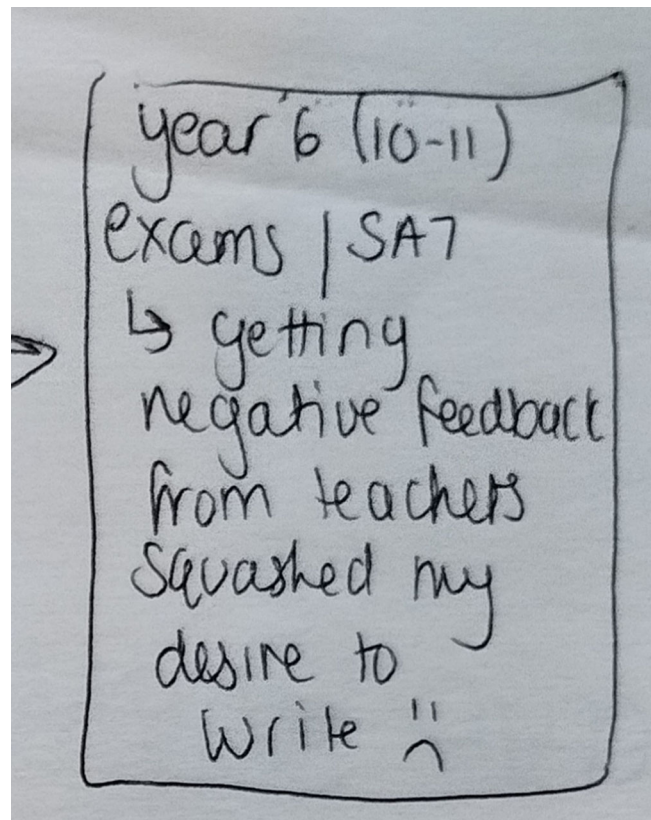 year 6 (10-11)
exams | SAT
↳ getting
negative feedback
from teachers
squashed my
desire to
write :(